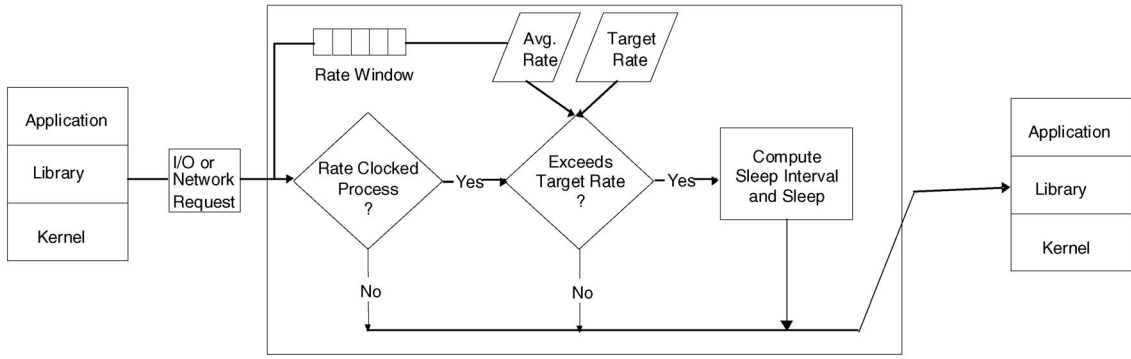 Application
Library
Kernel
I/O or
Network
Request
Rate Window
Avg.
Rate
Target
Rate
Rate Clocked
Process
?
Yes
No
Exceeds
Target Rate
?
Yes
No
Compute
Sleep Interval
and Sleep
Application
Library
Kernel